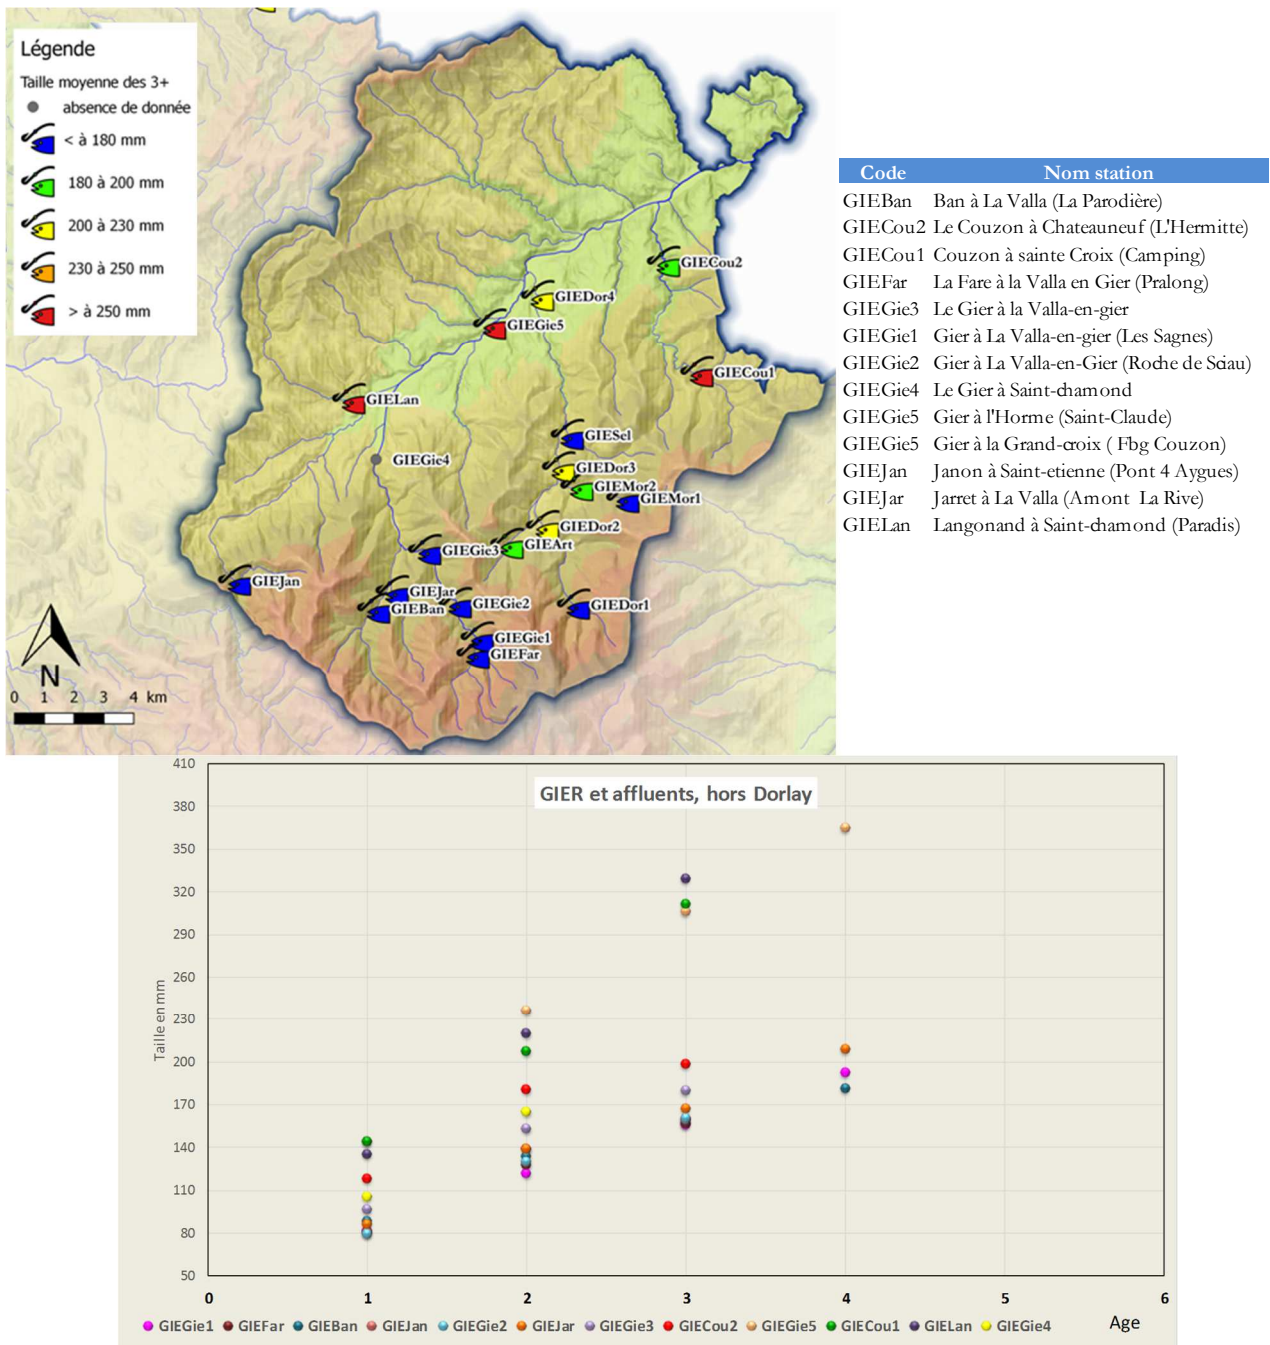 Légende
Taille moyenne des 3+
absence de donnée
< à 180 mm
180 à 200 mm
200 à 230 mm
230 à 250 mm
> à 250 mm
GIECou2
GIEDor4
GIEGie5
GIECou1
GIELan
GIESel
GIEGie4
GIEDor3
GIEMor2
GIEMor1
GIEDor2
GIEArt
GIEGie3
GIEJan
GIEJar
GIEBan
GIEGie2
GIEDor1
GIEGie1
GIEFar
N
0 1 2 3 4 km
Code Nom station
GIEBan Ban à La Valla (La Parodière)
GIECou2 Le Couzon à Chateauneuf (L'Hermitte)
GIECou1 Couzon à sainte Croix (Camping)
GIEFar La Fare à la Valla en Gier (Pralong)
GIEGie3 Le Gier à la Valla-en-gier
GIEGie1 Gier à La Valla-en-gier (Les Sagnes)
GIEGie2 Gier à La Valla-en-Gier (Roche de Sciau)
GIEGie4 Le Gier à Saint-chamond
GIEGie5 Gier à l'Horme (Saint-Claude)
GIEGie5 Gier à la Grand-croix ( Fbg Couzon)
GIEJan Janon à Saint-etienne (Pont 4 Aygues)
GIEJar Jarret à La Valla (Amont La Rive)
GIELan Langonand à Saint-chamond (Paradis)
GIER et affluents, hors Dorlay
Taille en mm
410
380
350
320
290
260
230
200
170
140
110
80
50
0 1 2 3 4 5 6
GIEGie1 GIEFar GIEBan GIEJan GIEGie2 GIEJar GIEGie3 GIECou2 GIEGie5 GIECou1 GIELan GIEGie4
Age